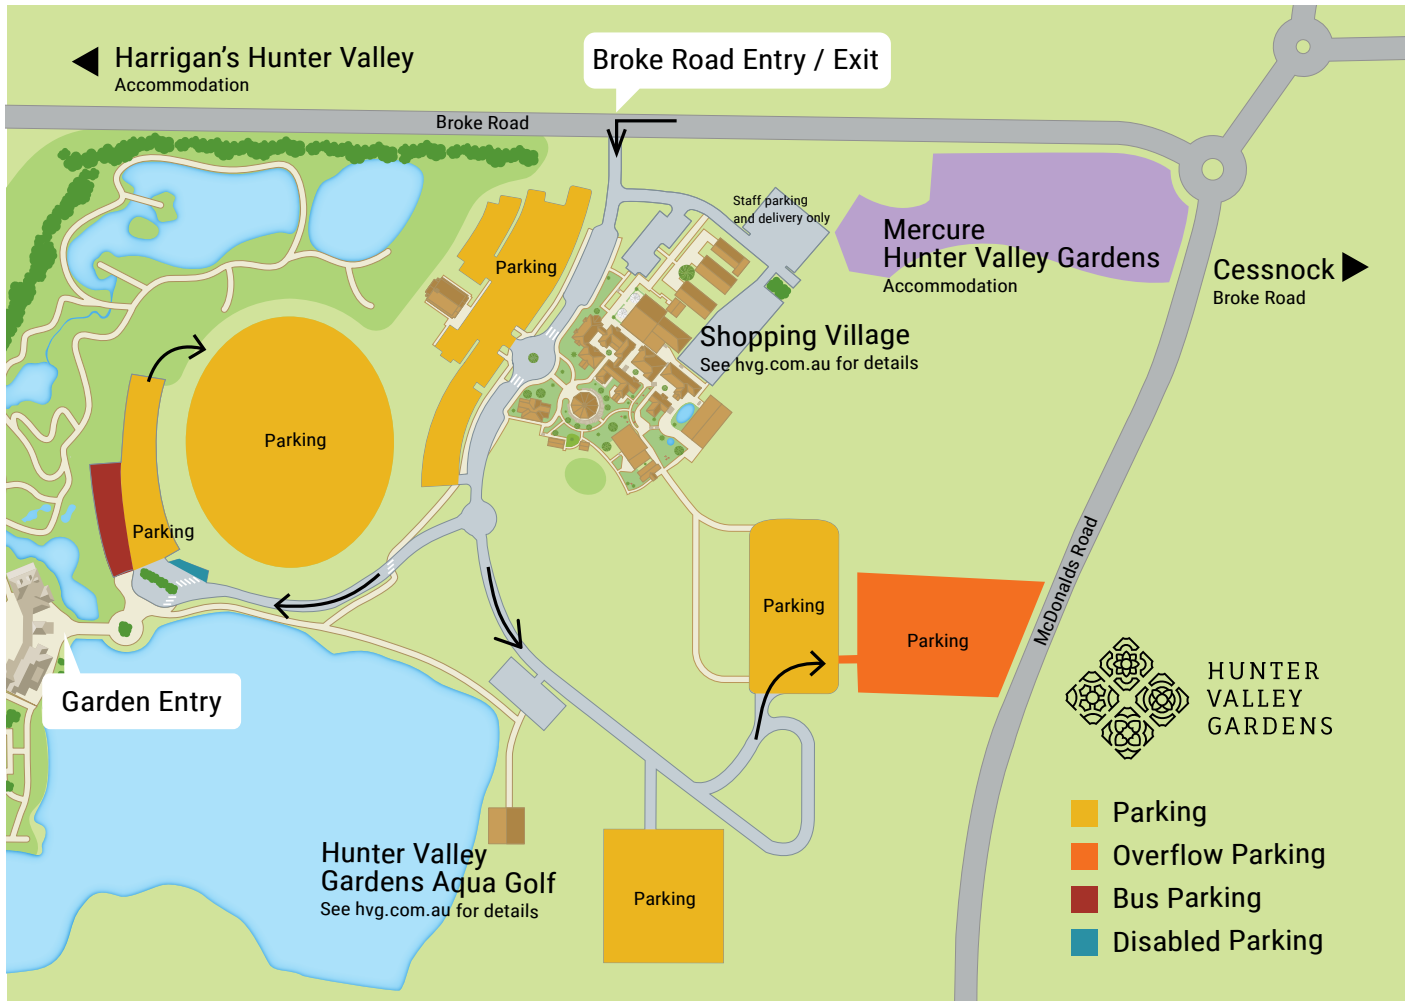 Harrigan's Hunter Valley
Accommodation
Broke Road Entry / Exit
Broke Road
Staff parking
and delivery only
Mercure
Hunter Valley Gardens
Accommodation
Cessnock
Broke Road
Parking
Shopping Village
See hvg.com.au for details
Parking
Parking
Parking
Parking
McDonalds Road
Garden Entry
HUNTER
VALLEY
GARDENS
Hunter Valley
Gardens Aqua Golf
See hvg.com.au for details
Parking
Parking
Overflow Parking
Bus Parking
Disabled Parking